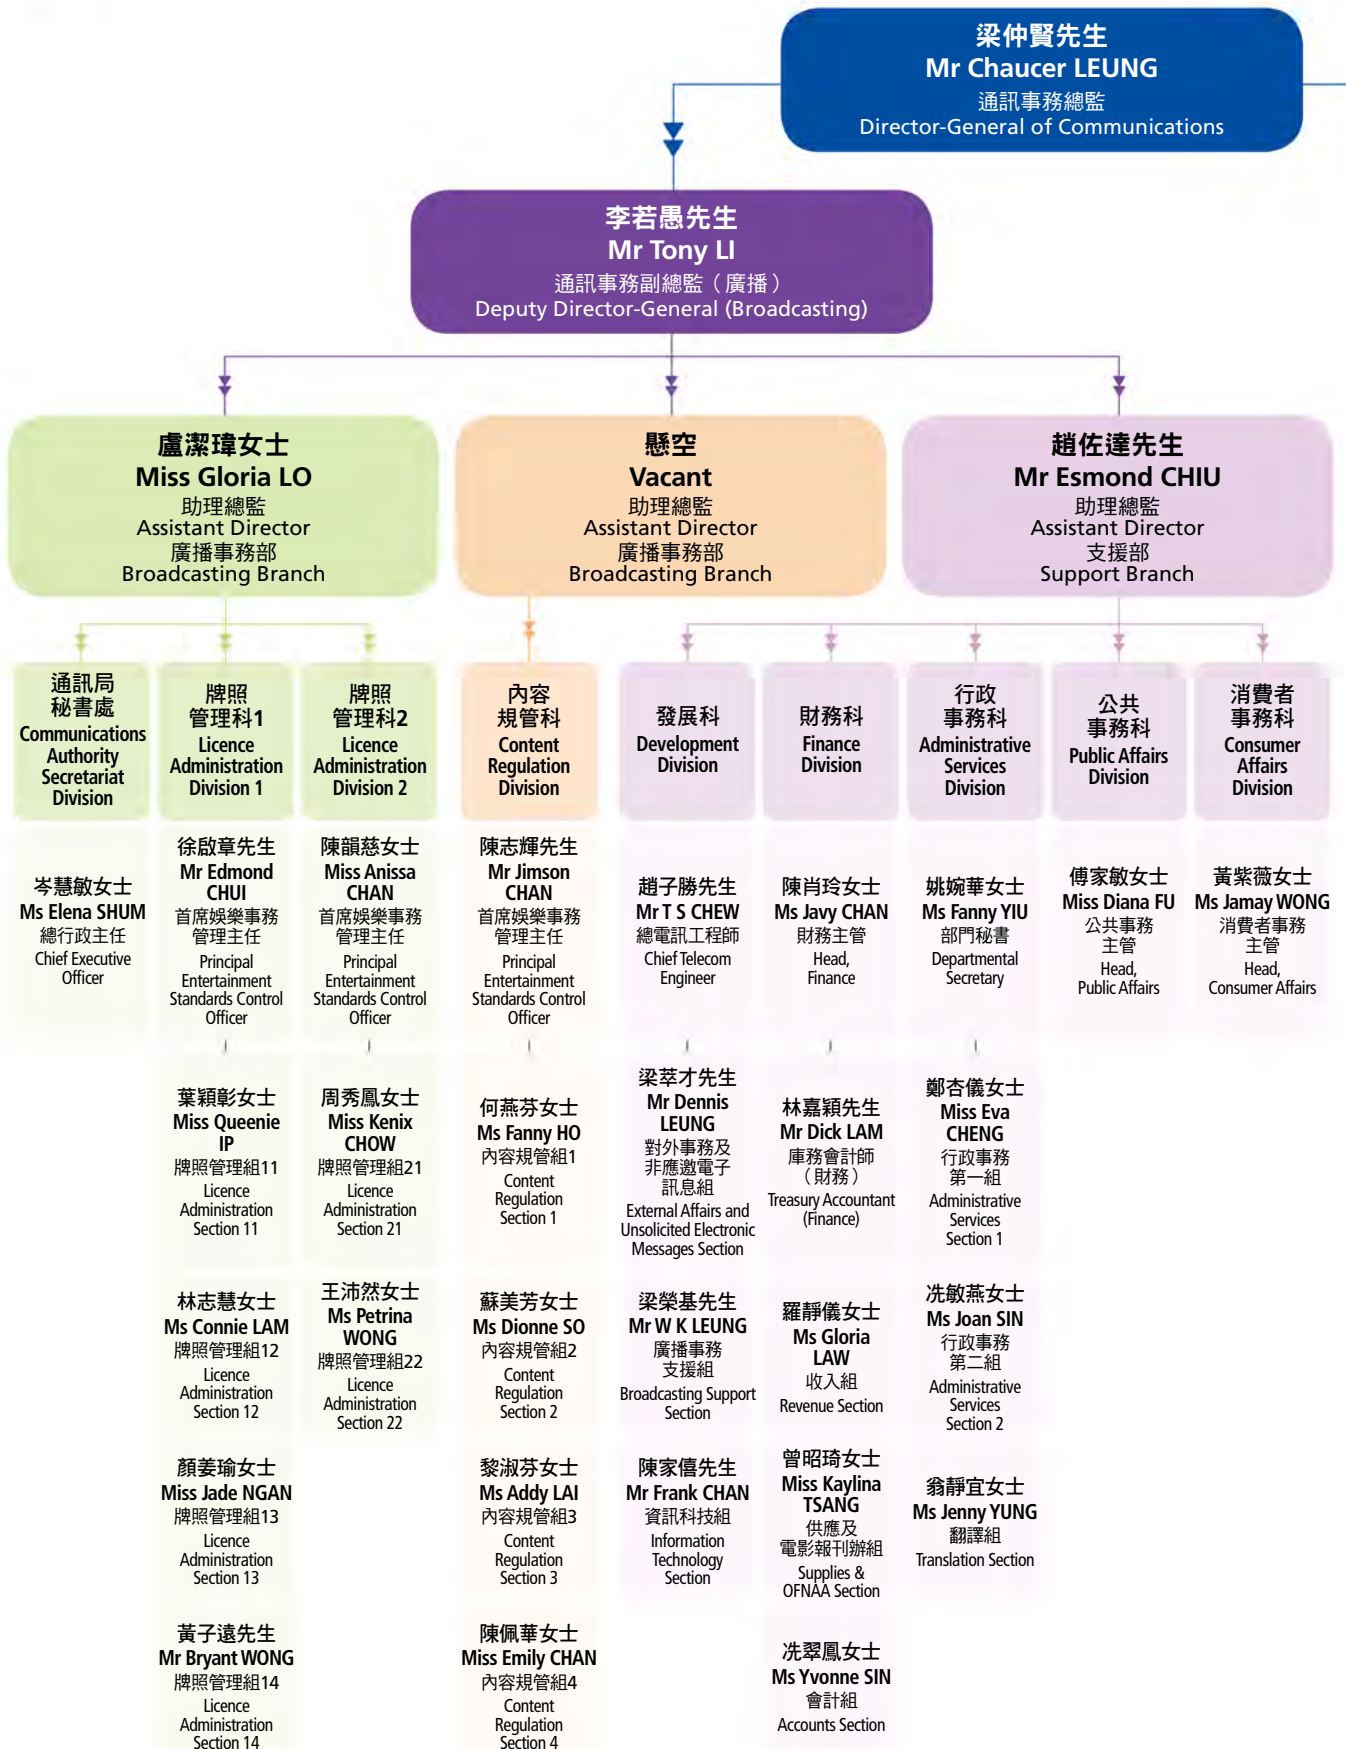 梁仲賢先生
Mr Chaucer LEUNG
通訊事務總監
Director-General of Communications
李若愚先生
Mr Tony LI
通訊事務副總監（廣播）
Deputy Director-General (Broadcasting)
盧潔瑋女士
Miss Gloria LO
助理總監
Assistant Director
廣播事務部
Broadcasting Branch
懸空
Vacant
助理總監
Assistant Director
廣播事務部
Broadcasting Branch
趙佐達先生
Mr Esmond CHIU
助理總監
Assistant Director
支援部
Support Branch
通訊局
秘書處
Communications
Authority
Secretariat
Division
岑慧敏女士
Ms Elena SHUM
總行政主任
Chief Executive
Officer
牌照
管理科1
Licence
Administration
Division 1
徐啟章先生
Mr Edmond
CHUI
首席娛樂事務
管理主任
Principal
Entertainment
Standards Control
Officer
葉穎彰女士
Miss Queenie
IP
牌照管理組11
Licence
Administration
Section 11
林志慧女士
Ms Connie LAM
牌照管理組12
Licence
Administration
Section 12
顏姜瑜女士
Miss Jade NGAN
牌照管理組13
Licence
Administration
Section 13
黃子遠先生
Mr Bryant WONG
牌照管理組14
Licence
Administration
Section 14
牌照
管理科2
Licence
Administration
Division 2
陳韻慈女士
Miss Anissa
CHAN
首席娛樂事務
管理主任
Principal
Entertainment
Standards Control
Officer
周秀鳳女士
Miss Kenix
CHOW
牌照管理組21
Licence
Administration
Section 21
王沛然女士
Ms Petrina
WONG
牌照管理組22
Licence
Administration
Section 22
內容
規管科
Content
Regulation
Division
陳志輝先生
Mr Jimson
CHAN
首席娛樂事務
管理主任
Principal
Entertainment
Standards Control
Officer
何燕芬女士
Ms Fanny HO
內容規管組1
Content
Regulation
Section 1
蘇美芳女士
Ms Dionne SO
內容規管組2
Content
Regulation
Section 2
黎淑芬女士
Ms Addy LAI
內容規管組3
Content
Regulation
Section 3
陳佩華女士
Miss Emily CHAN
內容規管組4
Content
Regulation
Section 4
發展科
Development
Division
趙子勝先生
Mr T S CHEW
總電訊工程師
Chief Telecom
Engineer
梁萃才先生
Mr Dennis
LEUNG
對外事務及
非應邀電子
訊息組
External Affairs and
Unsolicited Electronic
Messages Section
梁榮基先生
Mr W K LEUNG
廣播事務
支援組
Broadcasting Support
Section
陳家僖先生
Mr Frank CHAN
資訊科技組
Information
Technology
Section
財務科
Finance
Division
陳肖玲女士
Ms Javy CHAN
財務主管
Head,
Finance
林嘉穎先生
Mr Dick LAM
庫務會計師
（財務）
Treasury Accountant
(Finance)
羅靜儀女士
Ms Gloria
LAW
收入組
Revenue Section
曾昭琦女士
Miss Kaylina
TSANG
供應及
電影報刊辦組
Supplies &
OFNAA Section
冼翠鳳女士
Ms Yvonne SIN
會計組
Accounts Section
行政
事務科
Administrative
Services
Division
姚婉華女士
Ms Fanny YIU
部門秘書
Departmental
Secretary
鄭杏儀女士
Miss Eva
CHENG
行政事務
第一組
Administrative
Services
Section 1
冼敏燕女士
Ms Joan SIN
行政事務
第二組
Administrative
Services
Section 2
翁靜宜女士
Ms Jenny YUNG
翻譯組
Translation Section
公共
事務科
Public Affairs
Division
傅家敏女士
Miss Diana FU
公共事務
主管
Head,
Public Affairs
消費者
事務科
Consumer
Affairs
Division
黃紫薇女士
Ms Jamay WONG
消費者事務
主管
Head,
Consumer Affairs